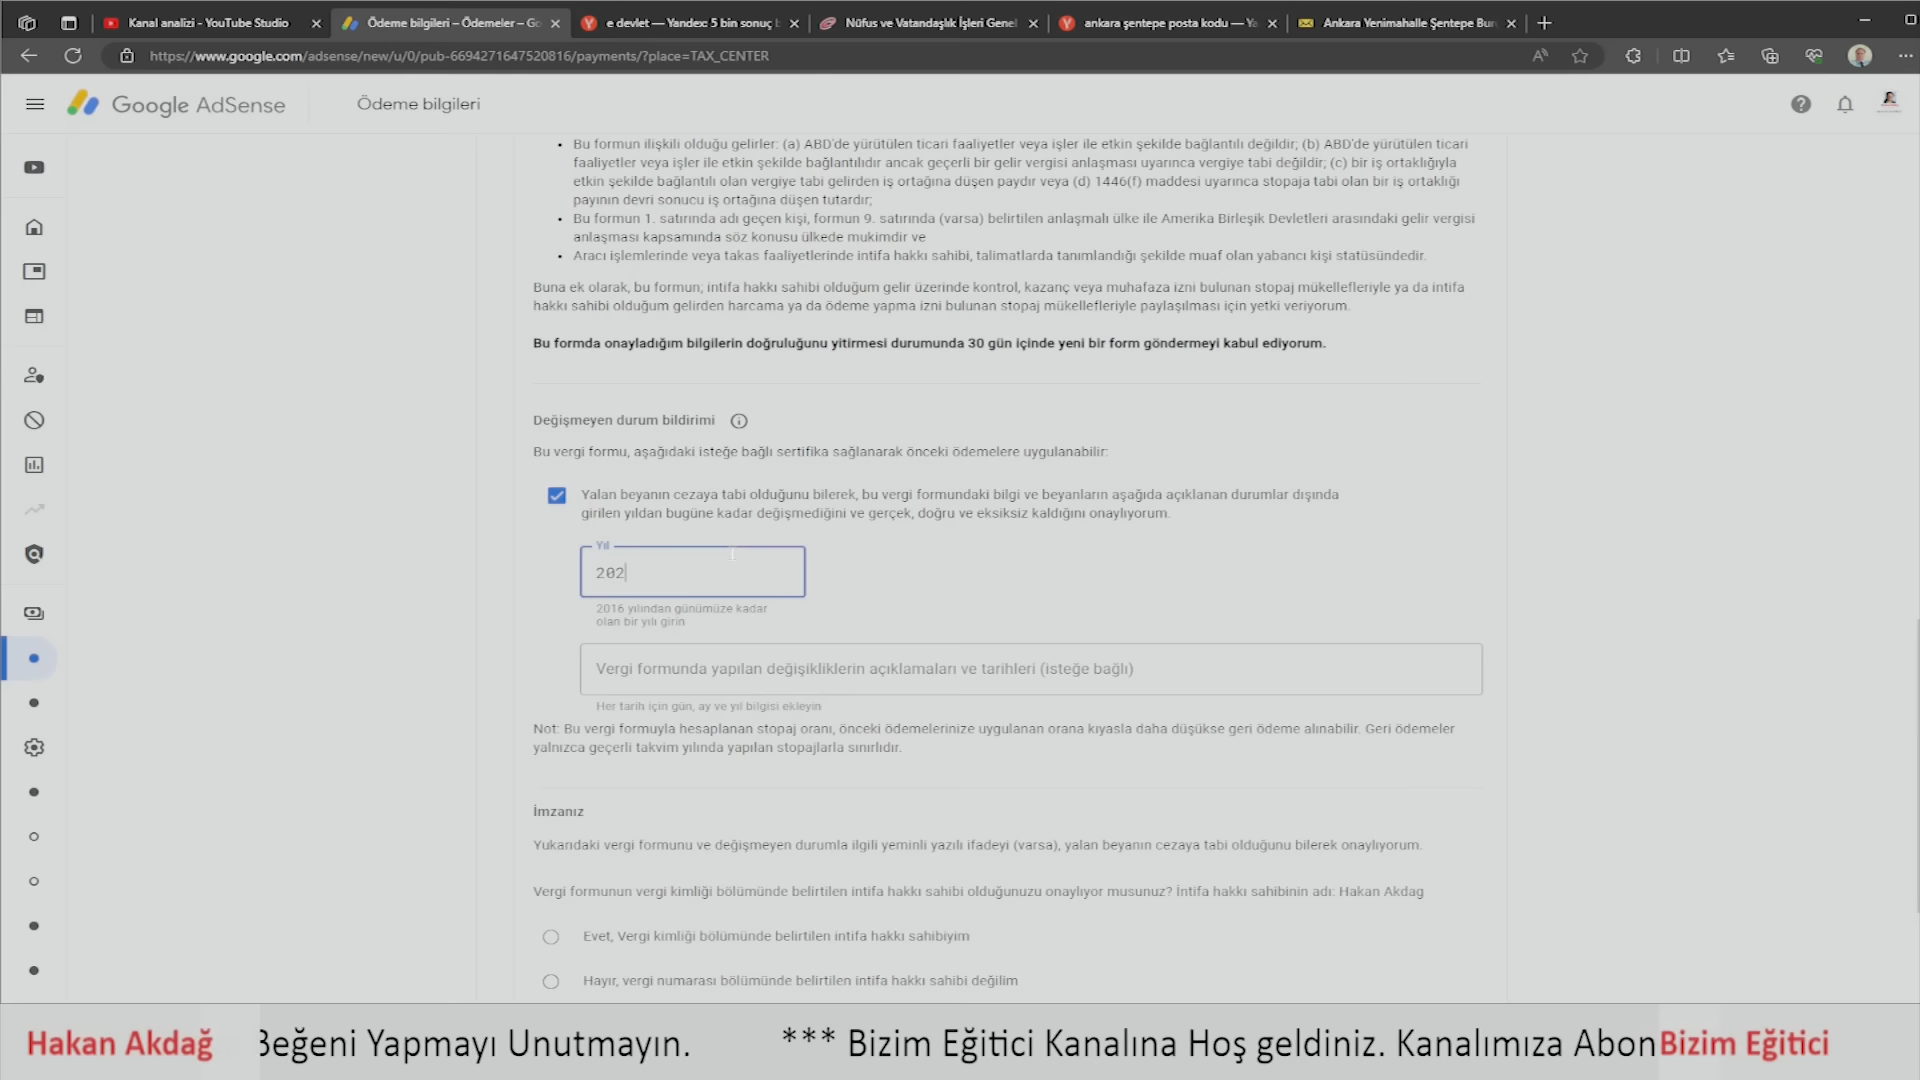 Kanal analizi - YouTube Studio
Ödeme bilgileri – Ödemeler – Go
e devlet — Yandex: 5 bin sonuç b
Nüfus ve Vatandaşlık İşleri Genel
ankara şentepe posta kodu — Ya
Ankara Yenimahalle Şentepe Bur
https://www.google.com/adsense/new/u/0/pub-6694271647520816/payments/?place=TAX_CENTER
Google AdSense
Ödeme bilgileri
• Bu formun ilişkili olduğu gelirler: (a) ABD'de yürütülen ticari faaliyetler veya işler ile etkin şekilde bağlantılı değildir; (b) ABD'de yürütülen ticari
faaliyetler veya işler ile etkin şekilde bağlantılıdır ancak geçerli bir gelir vergisi anlaşması uyarınca vergiye tabi değildir; (c) bir iş ortaklığıyla
etkin şekilde bağlantılı olan vergiye tabi gelirden iş ortağına düşen paydır veya (d) 1446(f) maddesi uyarınca stopaja tabi olan bir iş ortaklığı
payının devri sonucu iş ortağına düşen tutardır;
• Bu formun 1. satırında adı geçen kişi, formun 9. satırında (varsa) belirtilen anlaşmalı ülke ile Amerika Birleşik Devletleri arasındaki gelir vergisi
anlaşması kapsamında söz konusu ülkede mukimdir ve
• Aracı işlemlerinde veya takas faaliyetlerinde intifa hakkı sahibi, talimatlarda tanımlandığı şekilde muaf olan yabancı kişi statüsündedir.
Buna ek olarak, bu formun; intifa hakkı sahibi olduğum gelir üzerinde kontrol, kazanç veya muhafaza izni bulunan stopaj mükellefleriyle ya da intifa
hakkı sahibi olduğum gelirden harcama ya da ödeme yapma izni bulunan stopaj mükellefleriyle paylaşılması için yetki veriyorum.
Bu formda onayladığım bilgilerin doğruluğunu yitirmesi durumunda 30 gün içinde yeni bir form göndermeyi kabul ediyorum.
Değişmeyen durum bildirimi
Bu vergi formu, aşağıdaki isteğe bağlı sertifika sağlanarak önceki ödemelere uygulanabilir:
Yalan beyanın cezaya tabi olduğunu bilerek, bu vergi formundaki bilgi ve beyanların aşağıda açıklanan durumlar dışında
girilen yıldan bugüne kadar değişmediğini ve gerçek, doğru ve eksiksiz kaldığını onaylıyorum.
Yıl
202
2016 yılından günümüze kadar
olan bir yılı girin
Vergi formunda yapılan değişikliklerin açıklamaları ve tarihleri (isteğe bağlı)
Her tarih için gün, ay ve yıl bilgisi ekleyin
Not: Bu vergi formuyla hesaplanan stopaj oranı, önceki ödemelerinize uygulanan orana kıyasla daha düşükse geri ödeme alınabilir. Geri ödemeler
yalnızca geçerli takvim yılında yapılan stopajlarla sınırlıdır.
İmzanız
Yukarıdaki vergi formunu ve değişmeyen durumla ilgili yeminli yazılı ifadeyi (varsa), yalan beyanın cezaya tabi olduğunu bilerek onaylıyorum.
Vergi formunun vergi kimliği bölümünde belirtilen intifa hakkı sahibi olduğunuzu onaylıyor musunuz? İntifa hakkı sahibinin adı: Hakan Akdag
Evet, Vergi kimliği bölümünde belirtilen intifa hakkı sahibiyim
Hayır, vergi numarası bölümünde belirtilen intifa hakkı sahibi değilim
Hakan Akdağ Beğeni Yapmayı Unutmayın. *** Bizim Eğitici Kanalına Hoş geldiniz. Kanalımıza Abon Bizim Eğitici